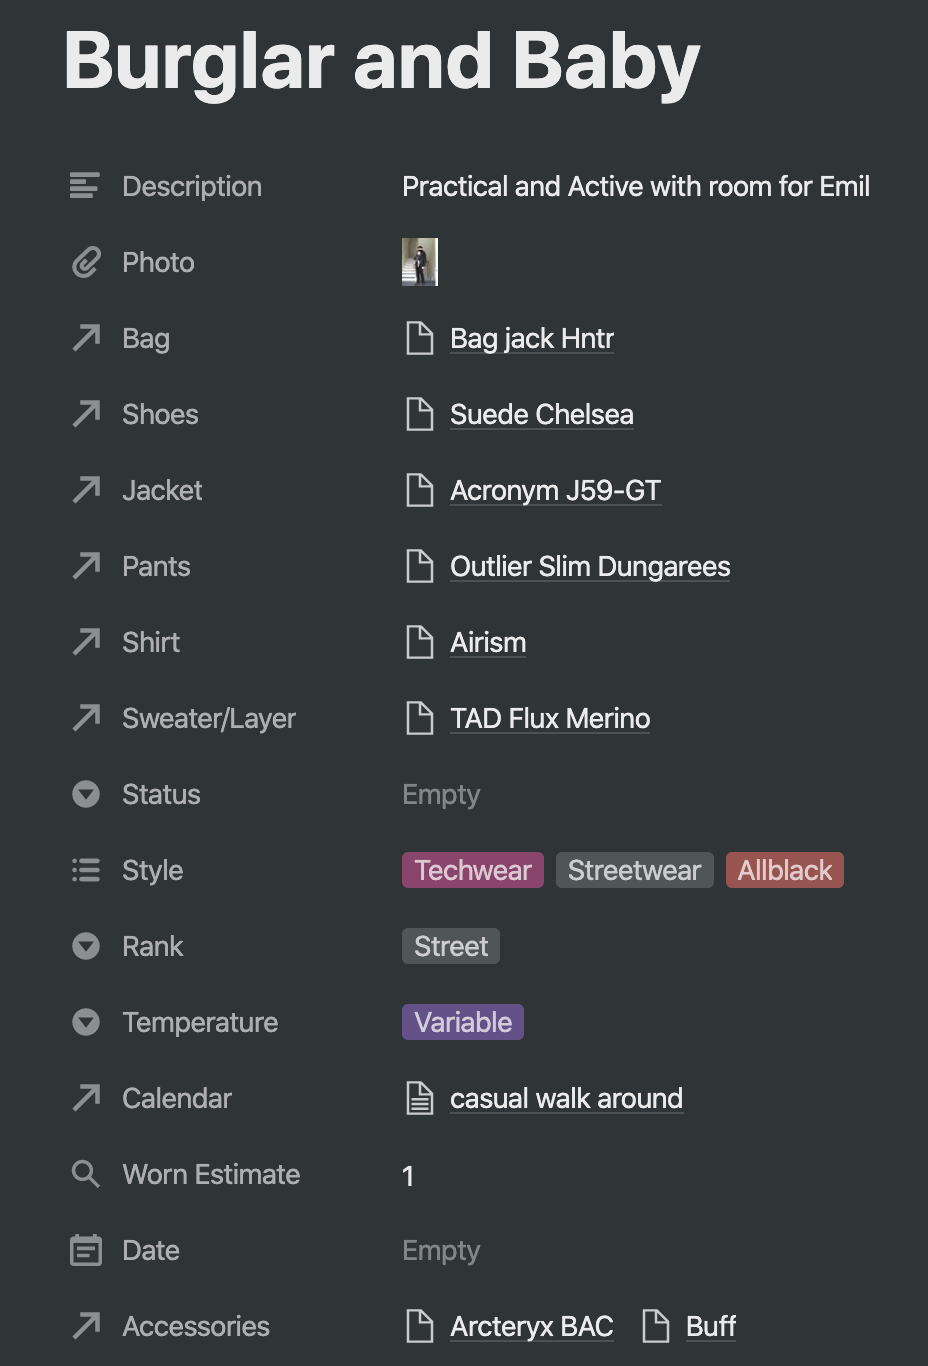 Burglar and Baby
Description Practical and Active with room for Emil
Photo
Bag Bag jack Hntr
Shoes Suede Chelsea
Jacket Acronym J59-GT
Pants Outlier Slim Dungarees
Shirt Airism
Sweater/Layer TAD Flux Merino
Status Empty
Style Techwear Streetwear Allblack
Rank Street
Temperature Variable
Calendar casual walk around
Worn Estimate 1
Date Empty
Accessories Arcteryx BAC Buff